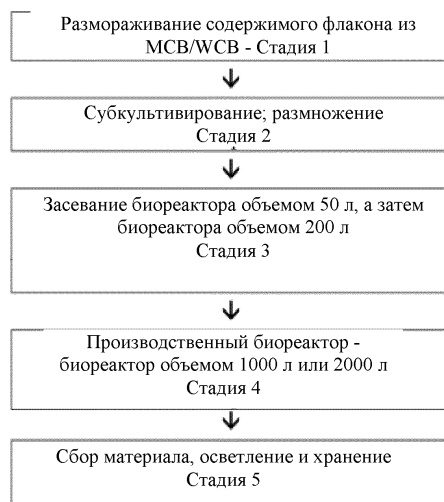 Размораживание содержимого флакона из
MCB/WCB - Стадия 1
Субкультивирование; размножение
Стадия 2
Засевание биореактора объемом 50 л, а затем
биореактора объемом 200 л
Стадия 3
Производственный биореактор -
биореактор объемом 1000 л или 2000 л
Стадия 4
Сбор материала, осветление и хранение
Стадия 5